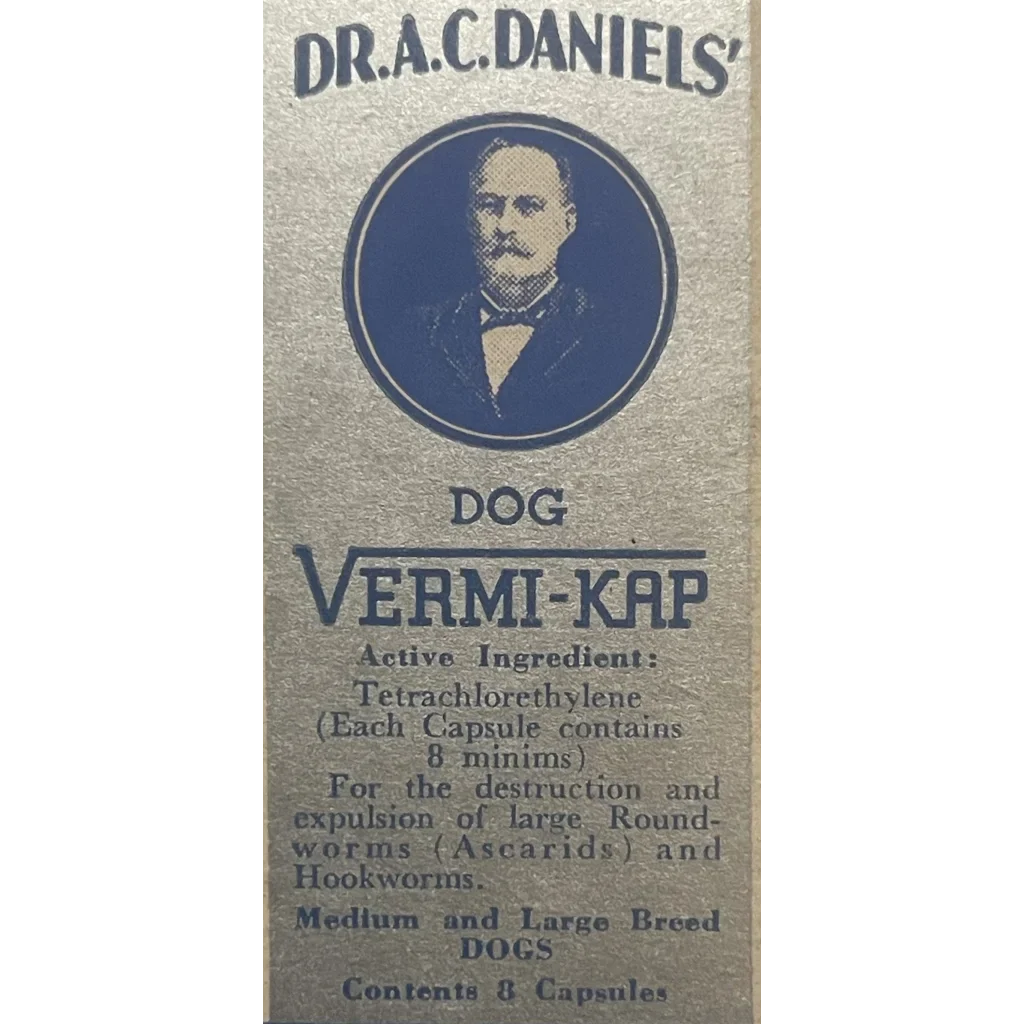 DR.A.C.DANIELS'
DOG
VERMI-KAP
Active Ingredient:
Tetrachlorethylene
(Each Capsule contains
8 minims)
For the destruction and
expulsion of large Round-
worms (Ascarids) and
Hookworms.
Medium and Large Breed
DOGS
Contents 8 Capsules